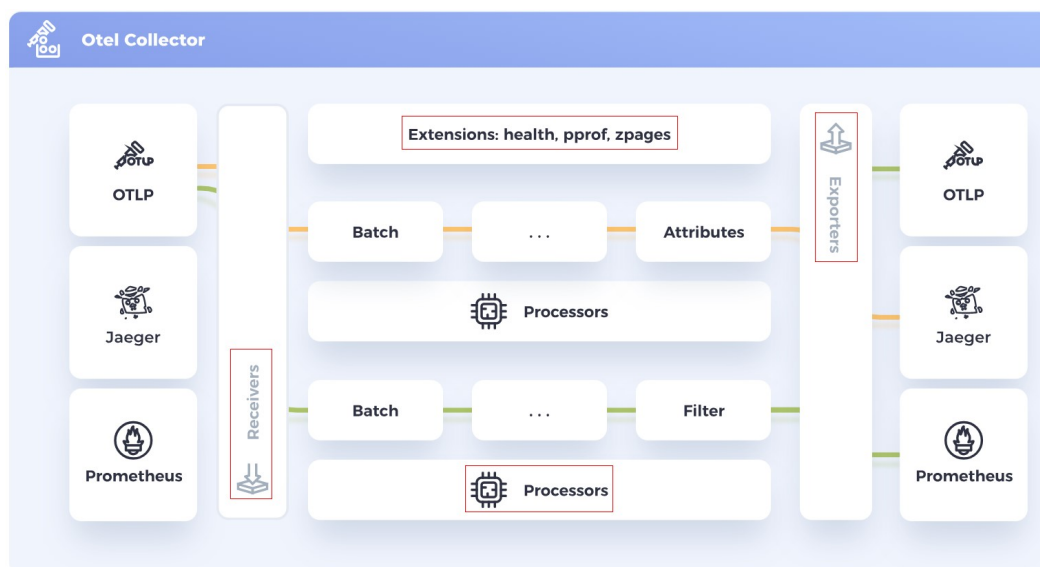 Otel Collector
OTLP
OTLP
Jaeger
Prometheus
Receivers
Extensions: health, pprof, zpages
Batch
...
Attributes
Processors
Batch
...
Filter
Processors
Exporters
OTLP
OTLP
Jaeger
Prometheus